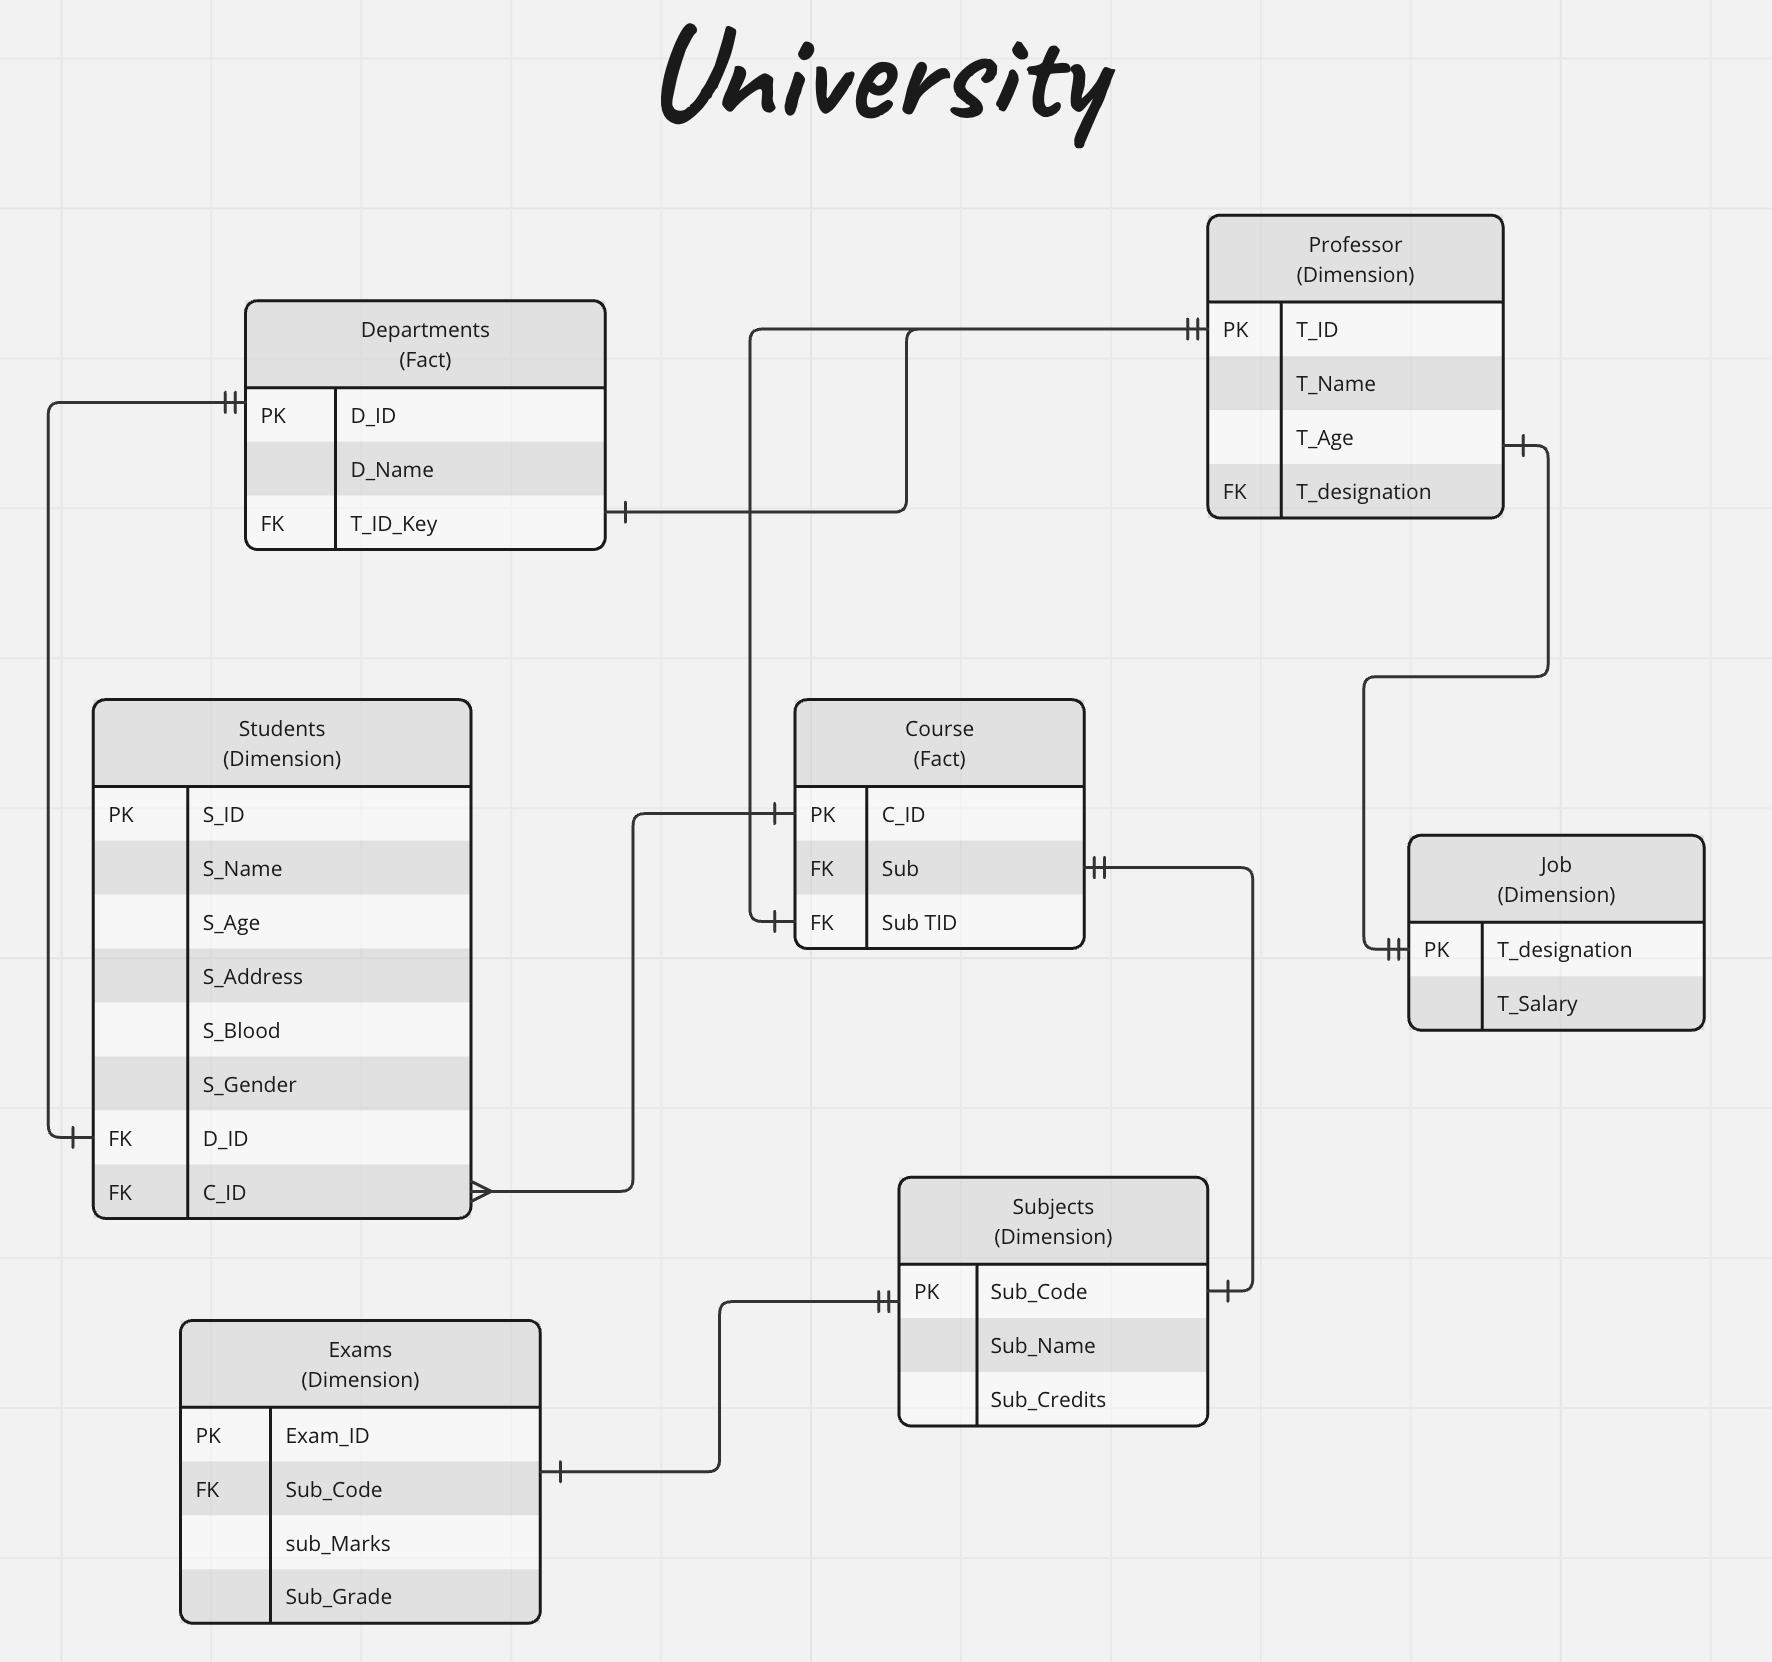 University
Professor
(Dimension)
PK T_ID
T_Name
T_Age
FK T_designation
Departments
(Fact)
PK D_ID
D_Name
FK T_ID_Key
Students
(Dimension)
PK S_ID
S_Name
S_Age
S_Address
S_Blood
S_Gender
FK D_ID
FK C_ID
Course
(Fact)
PK C_ID
FK Sub
FK Sub TID
Job
(Dimension)
PK T_designation
T_Salary
Subjects
(Dimension)
PK Sub_Code
Sub_Name
Sub_Credits
Exams
(Dimension)
PK Exam_ID
FK Sub_Code
sub_Marks
Sub_Grade